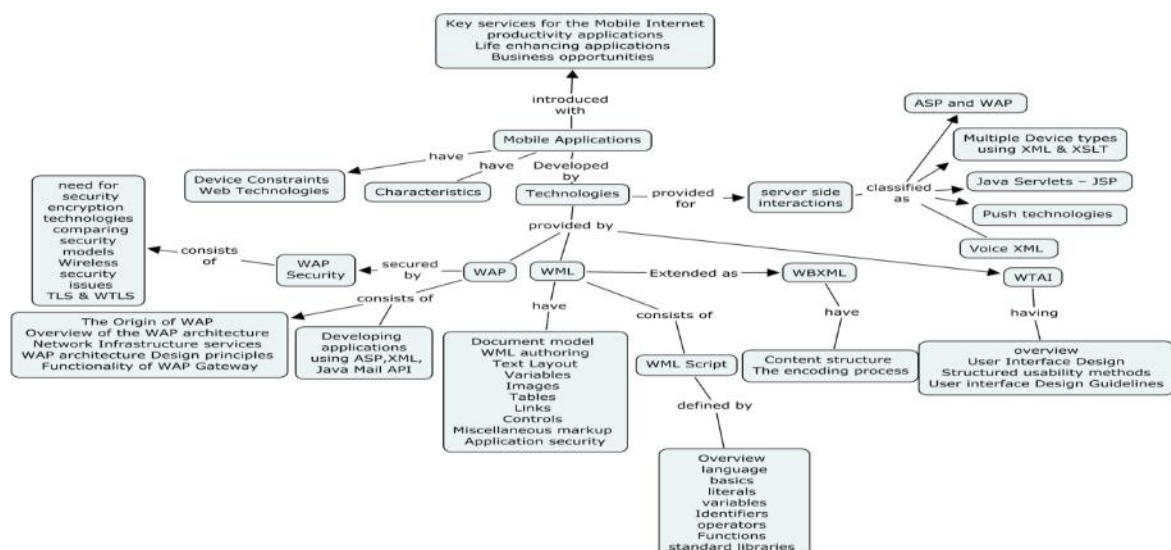 Key services for the Mobile Internet
productivity applications
Life enhancing applications
Business opportunities
introduced
with
Mobile Applications
have
have
Developed
by
Device Constraints
Web Technologies
Characteristics
Technologies
provided
for
server side
interactions
classified
as
ASP and WAP
Multiple Device types
using XML & XSLT
Java Servlets – JSP
Push technologies
Voice XML
provided by
need for
security
encryption
technologies
comparing
security
models
Wireless
security
issues
TLS & WTLS
consists
of
WAP
Security
secured
by
WAP
WML
Extended as
WBXML
WTAI
consists of
The Origin of WAP
Overview of the WAP architecture
Network Infrastructure services
WAP architecture Design principles
Functionality of WAP Gateway
Developing
applications
using ASP,XML,
Java Mail API
have
Document model
WML authoring
Text Layout
Variables
Images
Tables
Links
Controls
Miscellaneous markup
Application security
consists of
WML Script
defined by
Overview
language
basics
literals
variables
Identifiers
operators
Functions
standard libraries
have
Content structure
The encoding process
having
overview
User Interface Design
Structured usability methods
User interface Design Guidelines